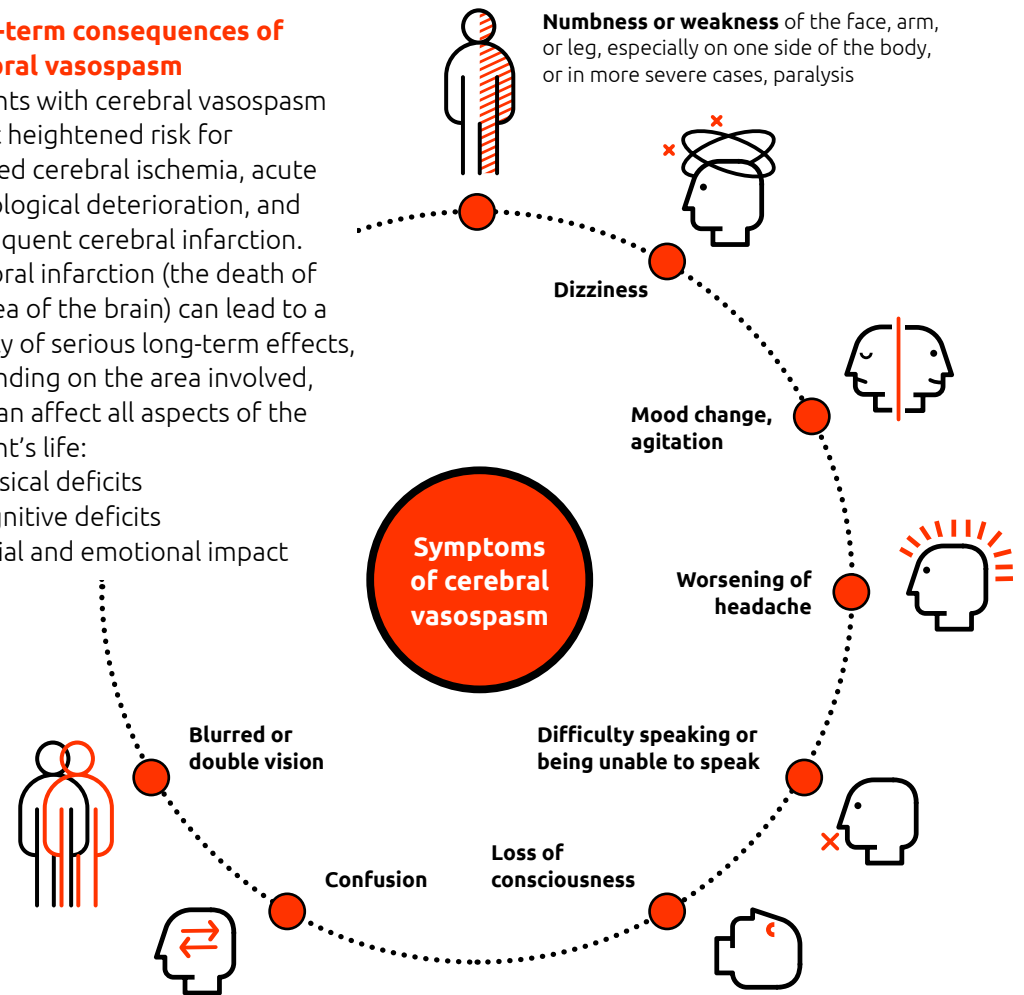 -term consequences of
ral vasospasm
nts with cerebral vasospasm
heightened risk for
ed cerebral ischemia, acute
ological deterioration, and
quent cerebral infarction.
ral infarction (the death of
ea of the brain) can lead to a
ty of serious long-term effects,
nding on the area involved,
an affect all aspects of the
nt's life:
sical deficits
gnitive deficits
ial and emotional impact
Numbness or weakness of the face, arm,
or leg, especially on one side of the body,
or in more severe cases, paralysis
Dizziness
Mood change,
agitation
Worsening of
headache
Difficulty speaking or
being unable to speak
Loss of
consciousness
Confusion
Blurred or
double vision
Symptoms
of cerebral
vasospasm